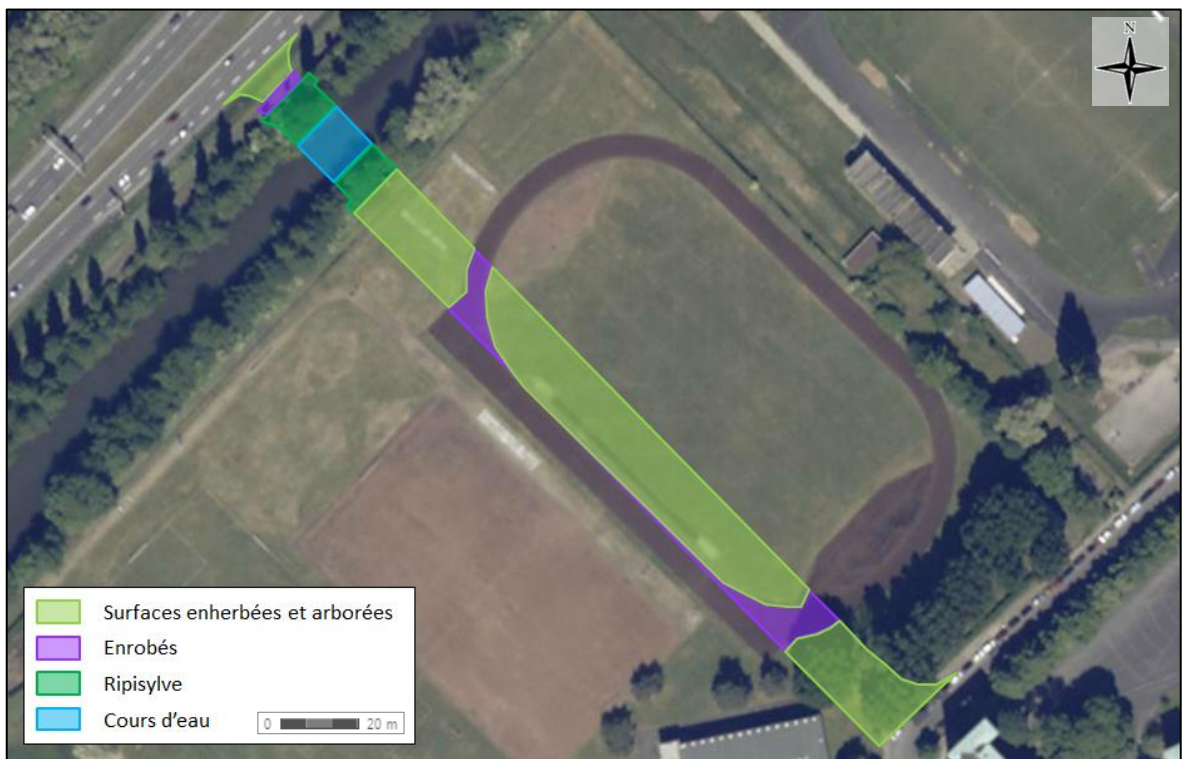 N
Surfaces enherbées et arborées
Enrobés
Ripisylve
Cours d'eau
0 20 m